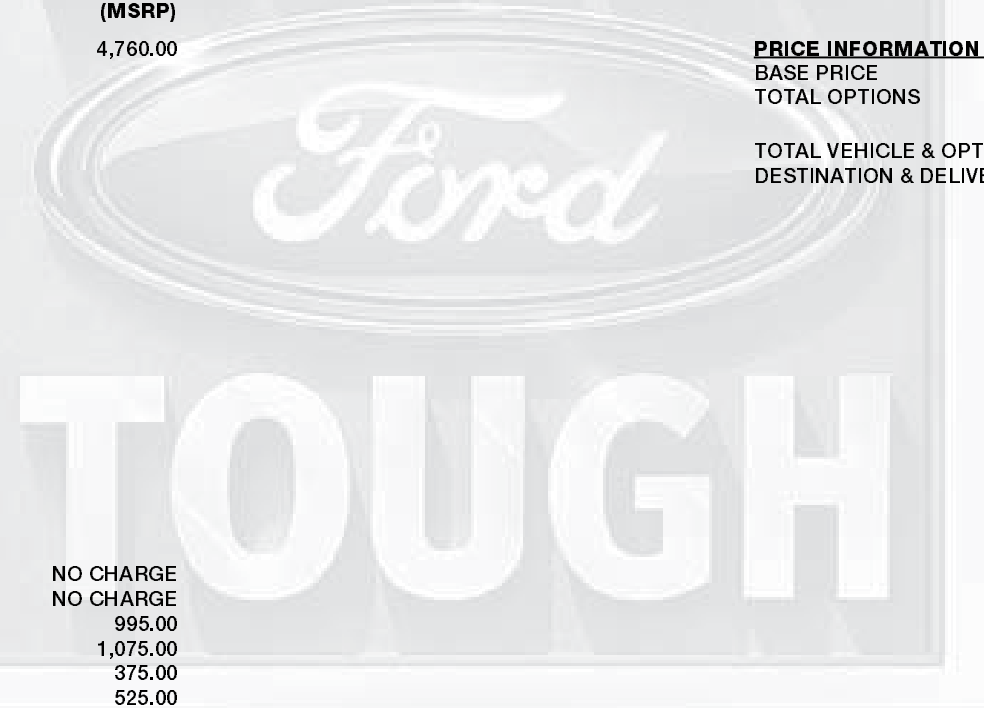 (MSRP)
4,760.00
PRICE INFORMATION
BASE PRICE
TOTAL OPTIONS
TOTAL VEHICLE & OPT
DESTINATION & DELIVE
Ford
TOUGH
NO CHARGE
NO CHARGE
995.00
1,075.00
375.00
525.00